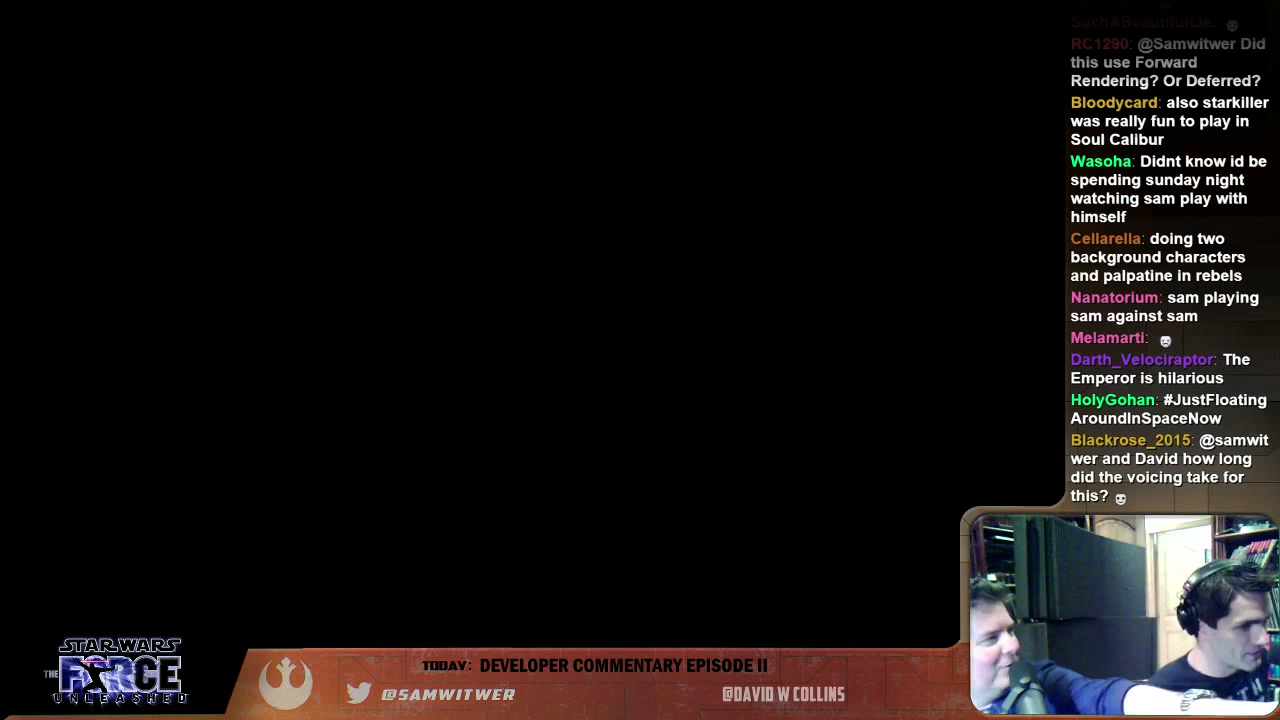 SuchABeautifulLie:
RC1290: @Samwitwer Did
this use Forward
Rendering? Or Deferred?
Bloodycard: also starkiller
was really fun to play in
Soul Calibur
Wasoha: Didnt know id be
spending sunday night
watching sam play with
himself
Cellarella: doing two
background characters
and palpatine in rebels
Nanatorium: sam playing
sam against sam
Melamarti:
Darth_Velociraptor: The
Emperor is hilarious
HolyGohan: #JustFloating
AroundInSpaceNow
Blackrose_2015: @samwit
wer and David how long
did the voicing take for
this?
STAR WARS
THE FORCE
UNLEASHED
TODAY: DEVELOPER COMMENTARY EPISODE II
@SAMWITWER
@DAVID W COLLINS